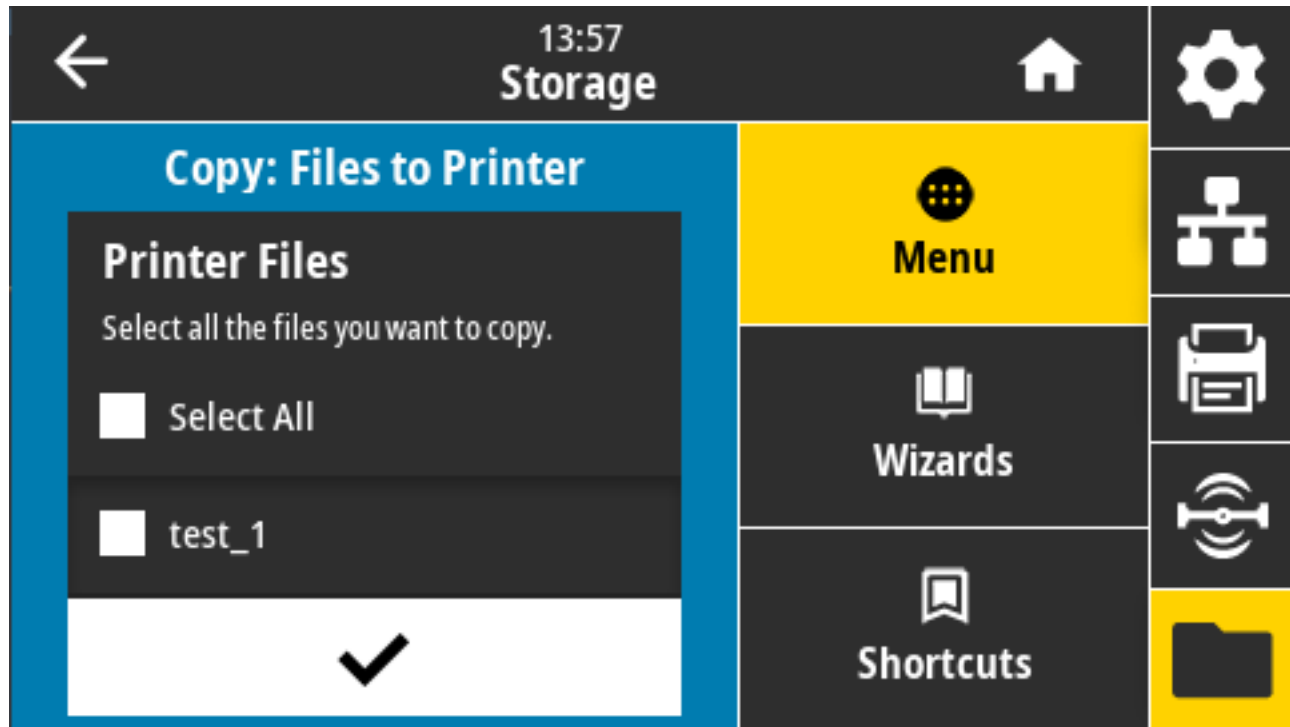 13:57
Storage
Copy: Files to Printer
Printer Files
Select all the files you want to copy.
Select All
test_1
Menu
Wizards
Shortcuts